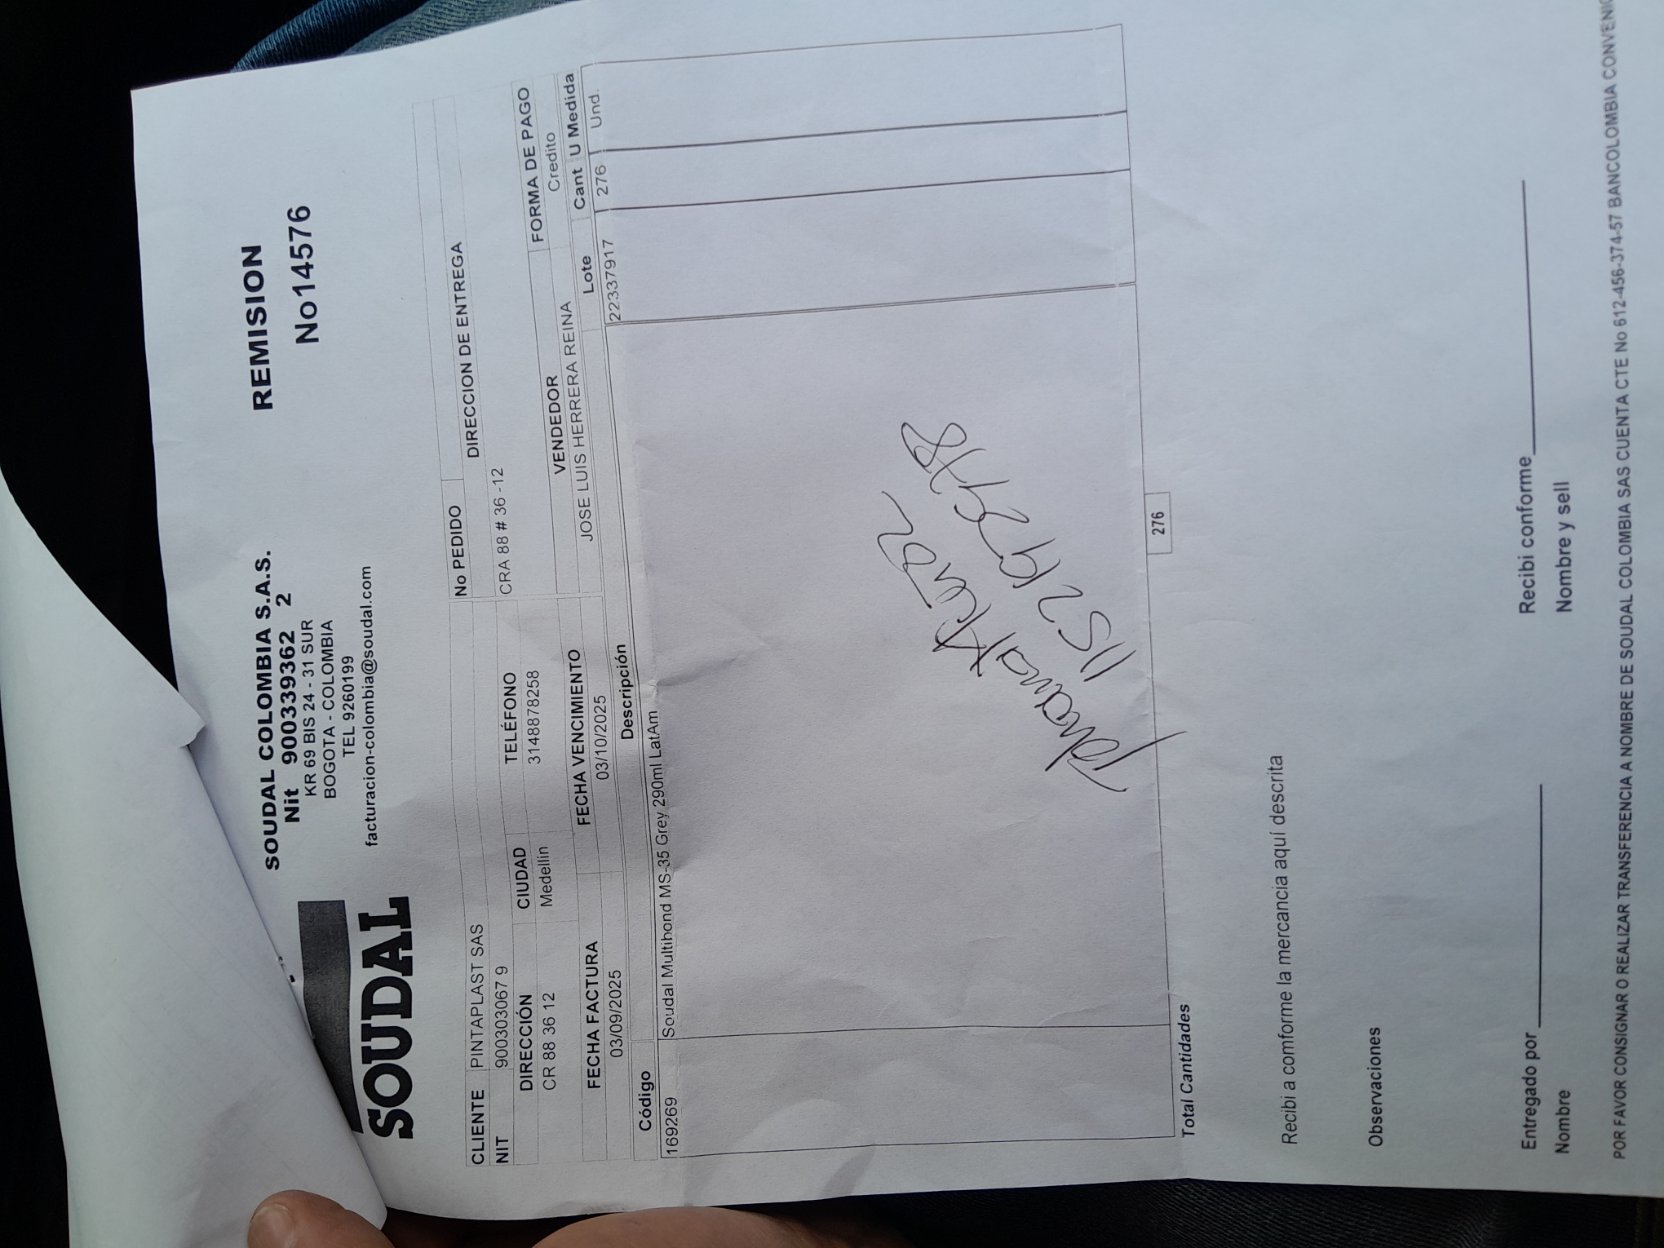 SOUDAL
SOUDAL COLOMBIA S.A.S.
Nit 900339362 2
KR 69 BIS 24 - 31 SUR
BOGOTA - COLOMBIA
TEL 9260199
facturacion-colombia@soudal.com
REMISION
No14576
CLIENTE PINTAPLAST SAS No PEDIDO
NIT 900303067 9 DIRECCION DE ENTREGA
DIRECCIÓN CIUDAD TELÉFONO CRA 88 # 36 -12
CR 88 36 12 Medellin 3148878258
FORMA DE PAGO
Credito
FECHA FACTURA FECHA VENCIMIENTO VENDEDOR
03/09/2025 03/10/2025 JOSE LUIS HERRERA REINA
Código Descripción Lote Cant U Medida
169269 Soudal Multibond MS-35 Grey 290ml LatAm 22337917 276 Und.
Total Cantidades 276
Recibi a comforme la mercancia aquí descrita
Observaciones
Entregado por Recibi conforme
Nombre Nombre y sell
POR FAVOR CONSIGNAR O REALIZAR TRANSFERENCIA A NOMBRE DE SOUDAL COLOMBIA SAS CUENTA CTE No 612-456-374-57 BANCOLOMBIA CONVENIO